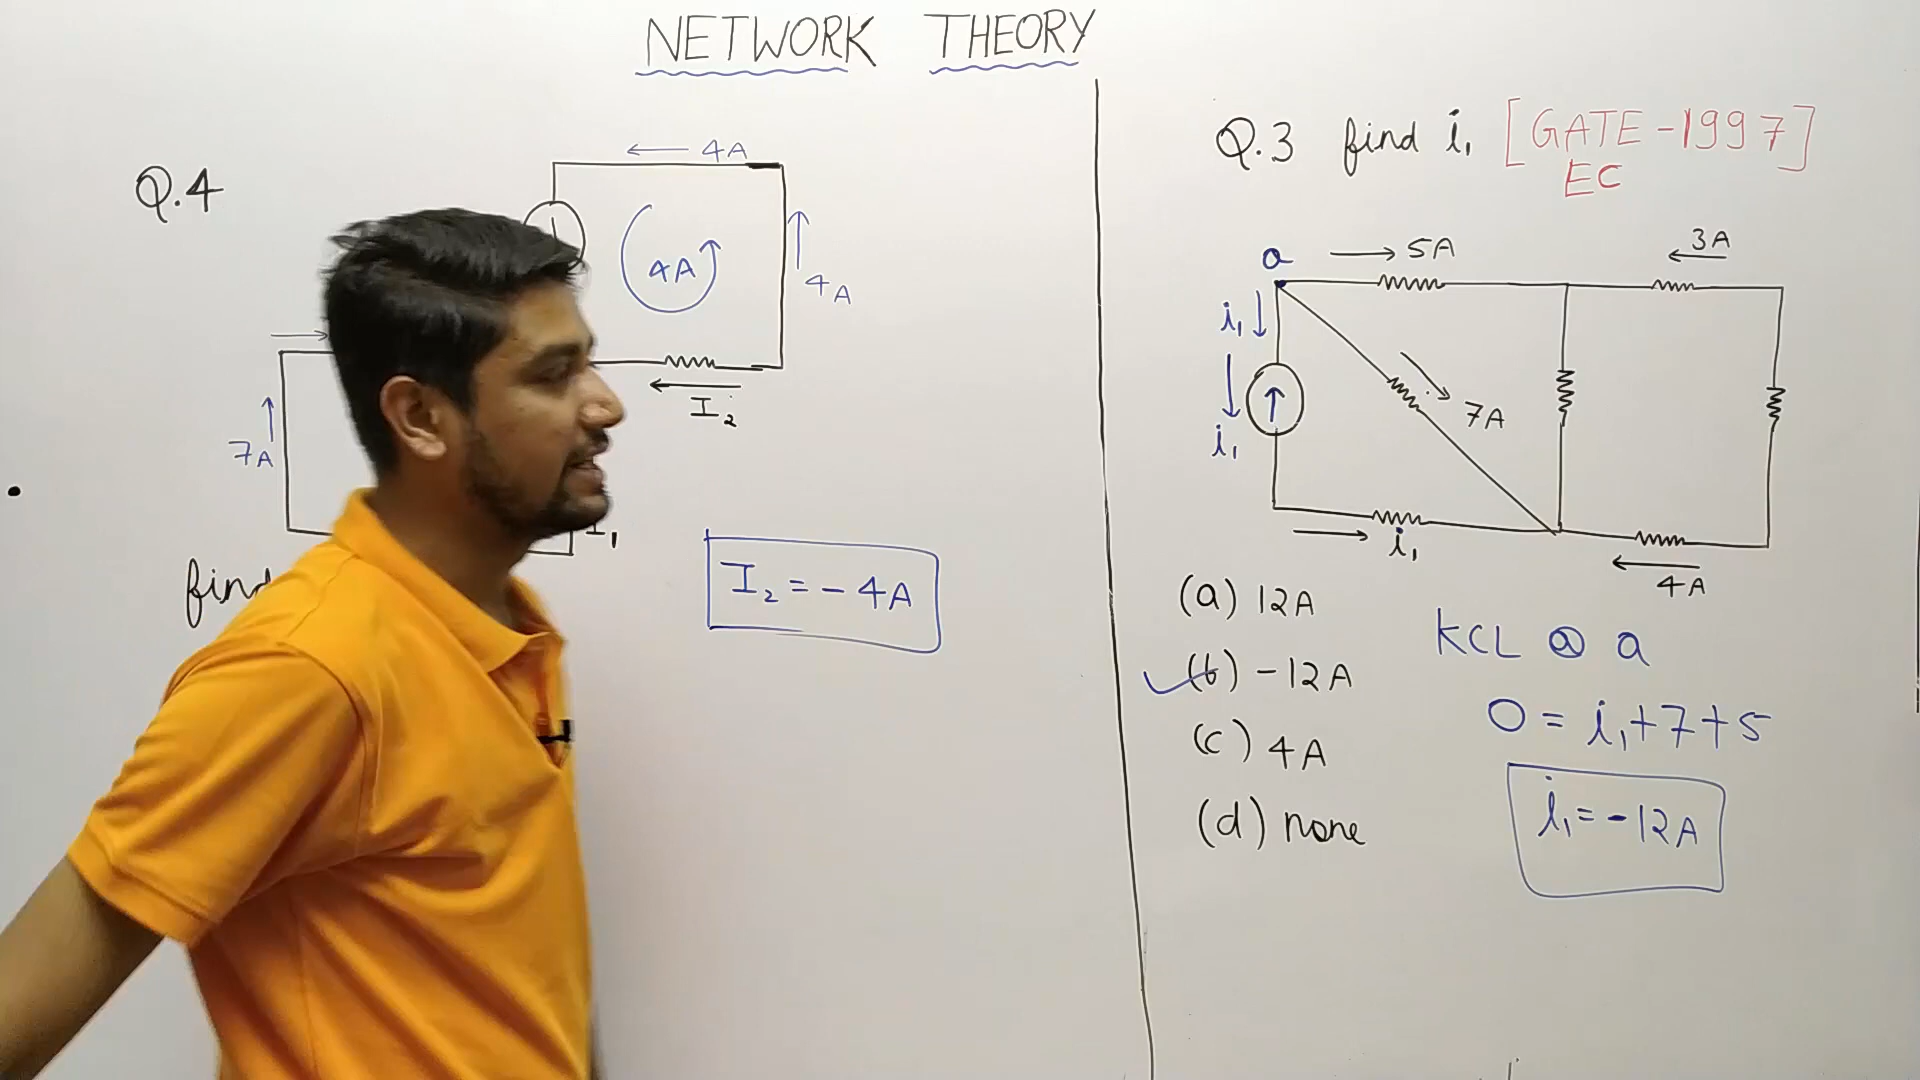 NETWORK THEORY
Q.4
4A
4A
4A
I₂
7A
I₁
find
I₂ = - 4A
Q.3 find i₁ [GATE-1997]
EC
a
5A
3A
i₁
i₁
7A
i₁
4A
(a) 12A
(b) -12A
(c) 4A
(d) none
KCL @ a
0 = i₁+7+5
i₁ = -12A